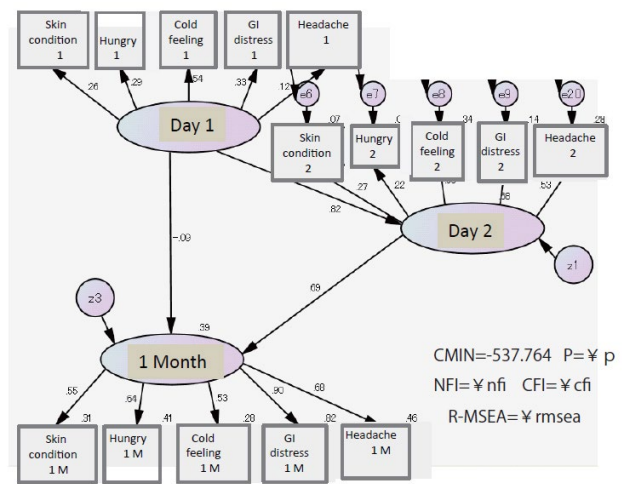 Skin
condition
1
Hungry
1
Cold
feeling
1
GI
distress
1
Headache
1
.26
.29
.54
.33
.12
e6
e7
e8
e9
e20
Day 1
.07
.34
.14
.28
Skin
condition
2
Hungry
2
Cold
feeling
2
GI
distress
2
Headache
2
.27
.22
.53
.82
Day 2
z1
-.09
.69
z3
.39
1 Month
CMIN=-537.764 P=¥p
NFI=¥nfi CFI=¥cfi
R-MSEA=¥rmsea
.55
.64
.53
.90
.68
.31
.41
.28
.82
.46
Skin
condition
1 M
Hungry
1 M
Cold
feeling
1 M
GI
distress
1 M
Headache
1 M